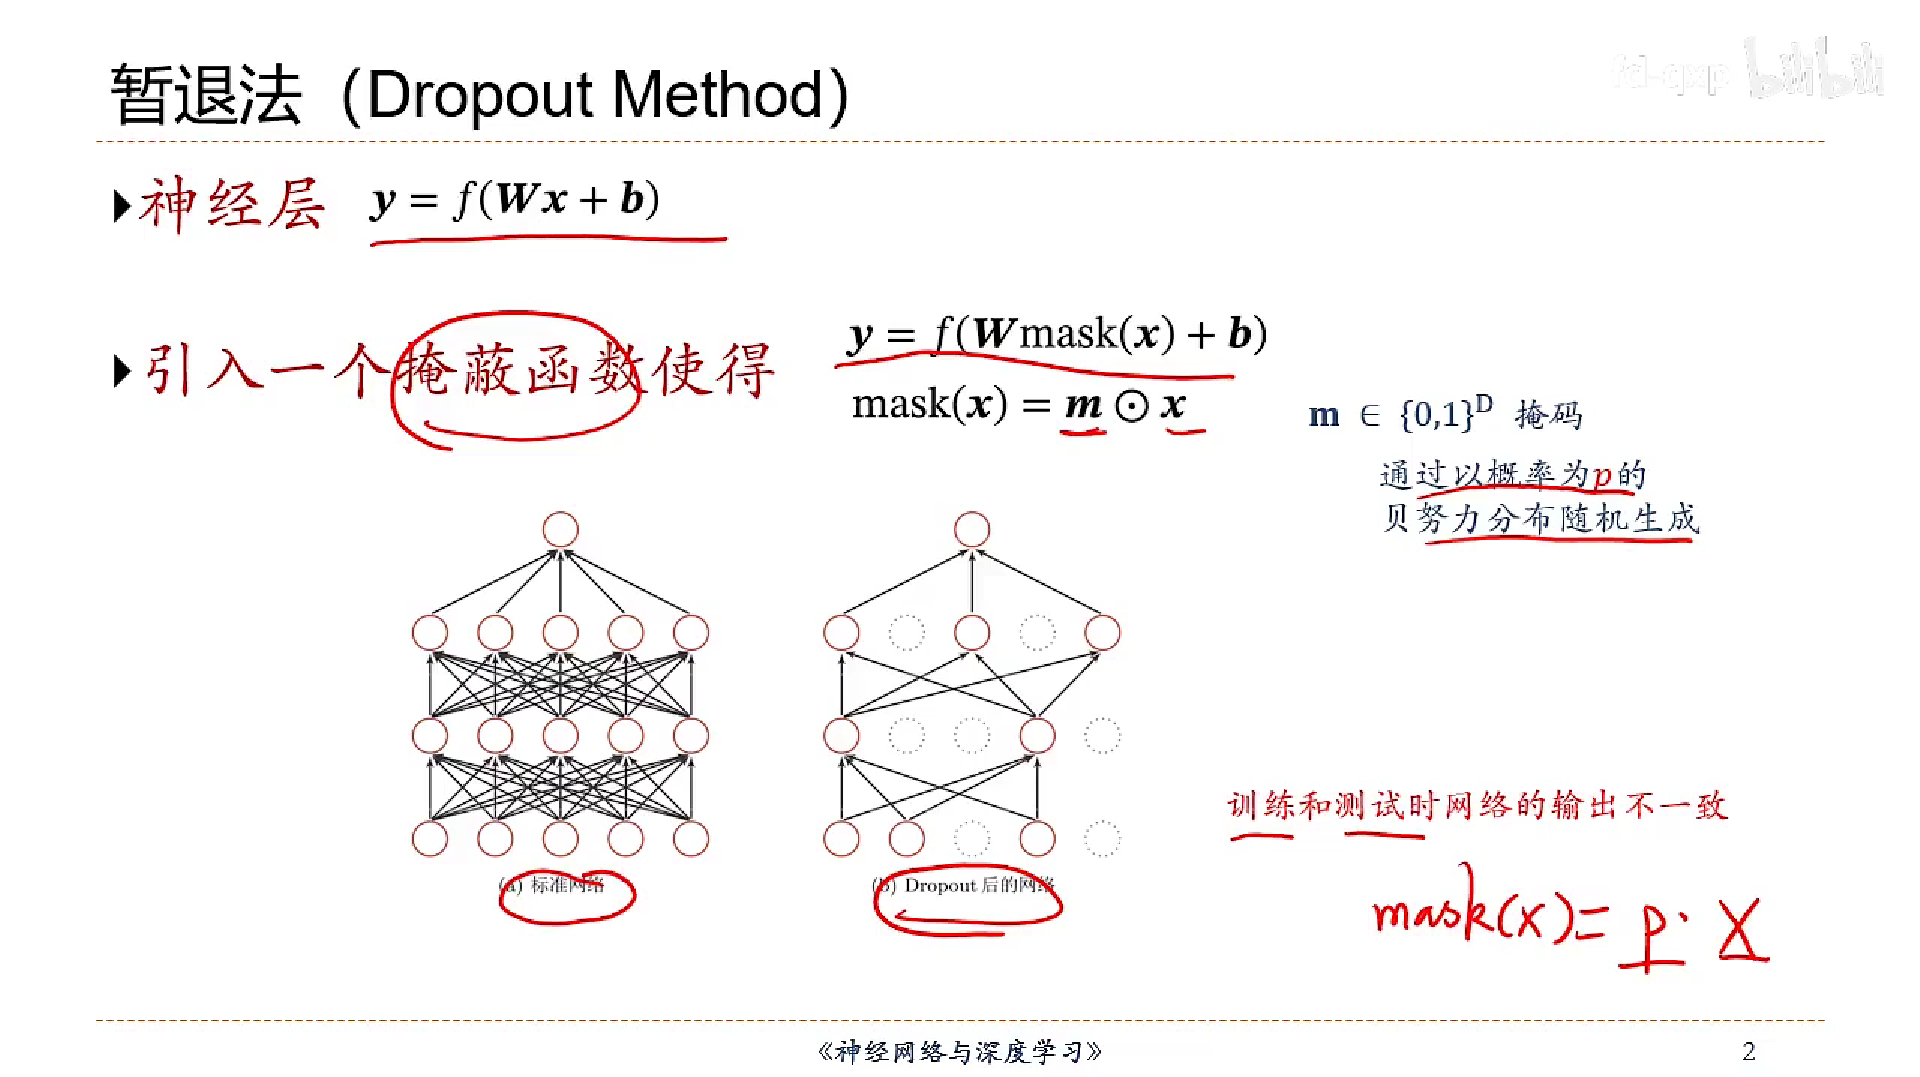 暂退法（Dropout Method）
fd-qxp bilibili
神经层 y = f(Wx + b)
引入一个掩蔽函数使得
y = f(Wmask(x) + b)
mask(x) = m ⊙ x
m ∈ {0,1}^D 掩码
通过以概率为p的
贝努力分布随机生成
(a) 标准网络
(b) Dropout 后的网络
训练和测试时网络的输出不一致
mask(x)= p· X
《神经网络与深度学习》
2